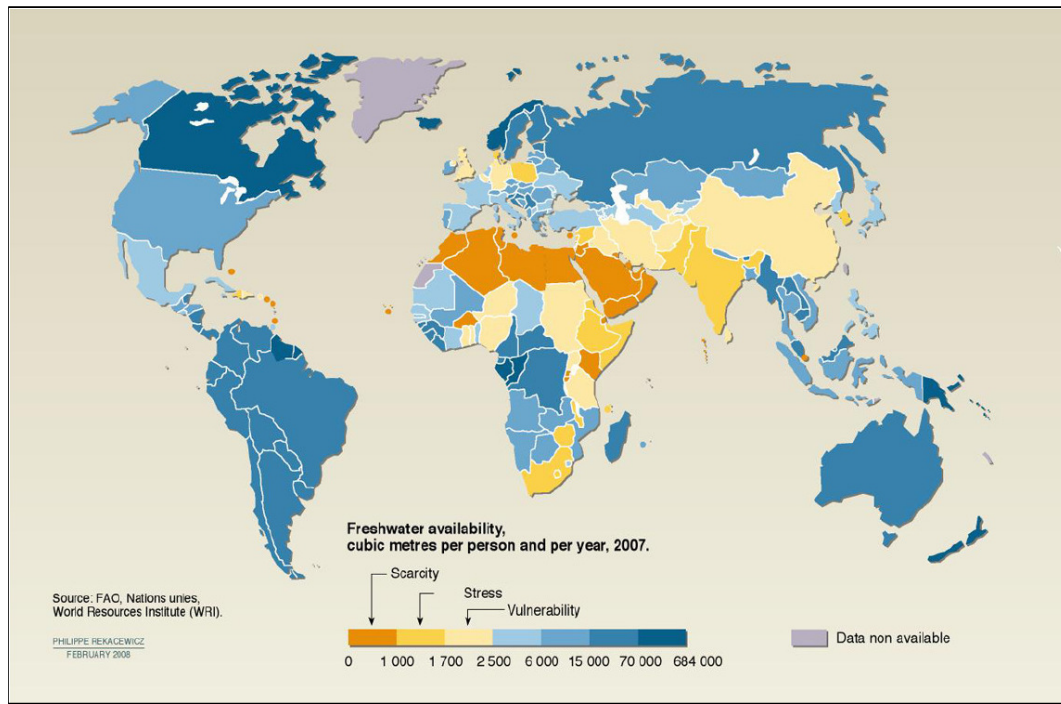 Freshwater availability,
cubic metres per person and per year, 2007.
Scarcity
Stress
Vulnerability
0 1 000 1 700 2 500 6 000 15 000 70 000 684 000
Data non available
Source: FAO, Nations unies,
World Resources Institute (WRI).
PHILIPPE REKACEWICZ
FEBRUARY 2008